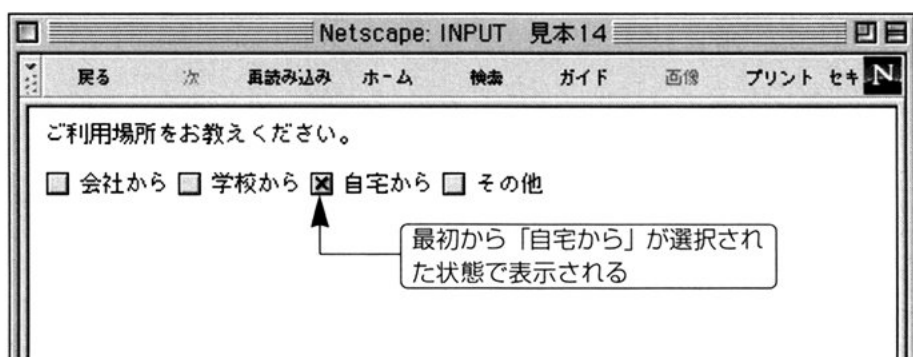 Netscape: INPUT 見本14
戻る 次 再読み込み ホーム 検索 ガイド 画像 プリント セキ N
ご利用場所をお教えください。
会社から 学校から 自宅から その他
最初から「自宅から」が選択され
た状態で表示される